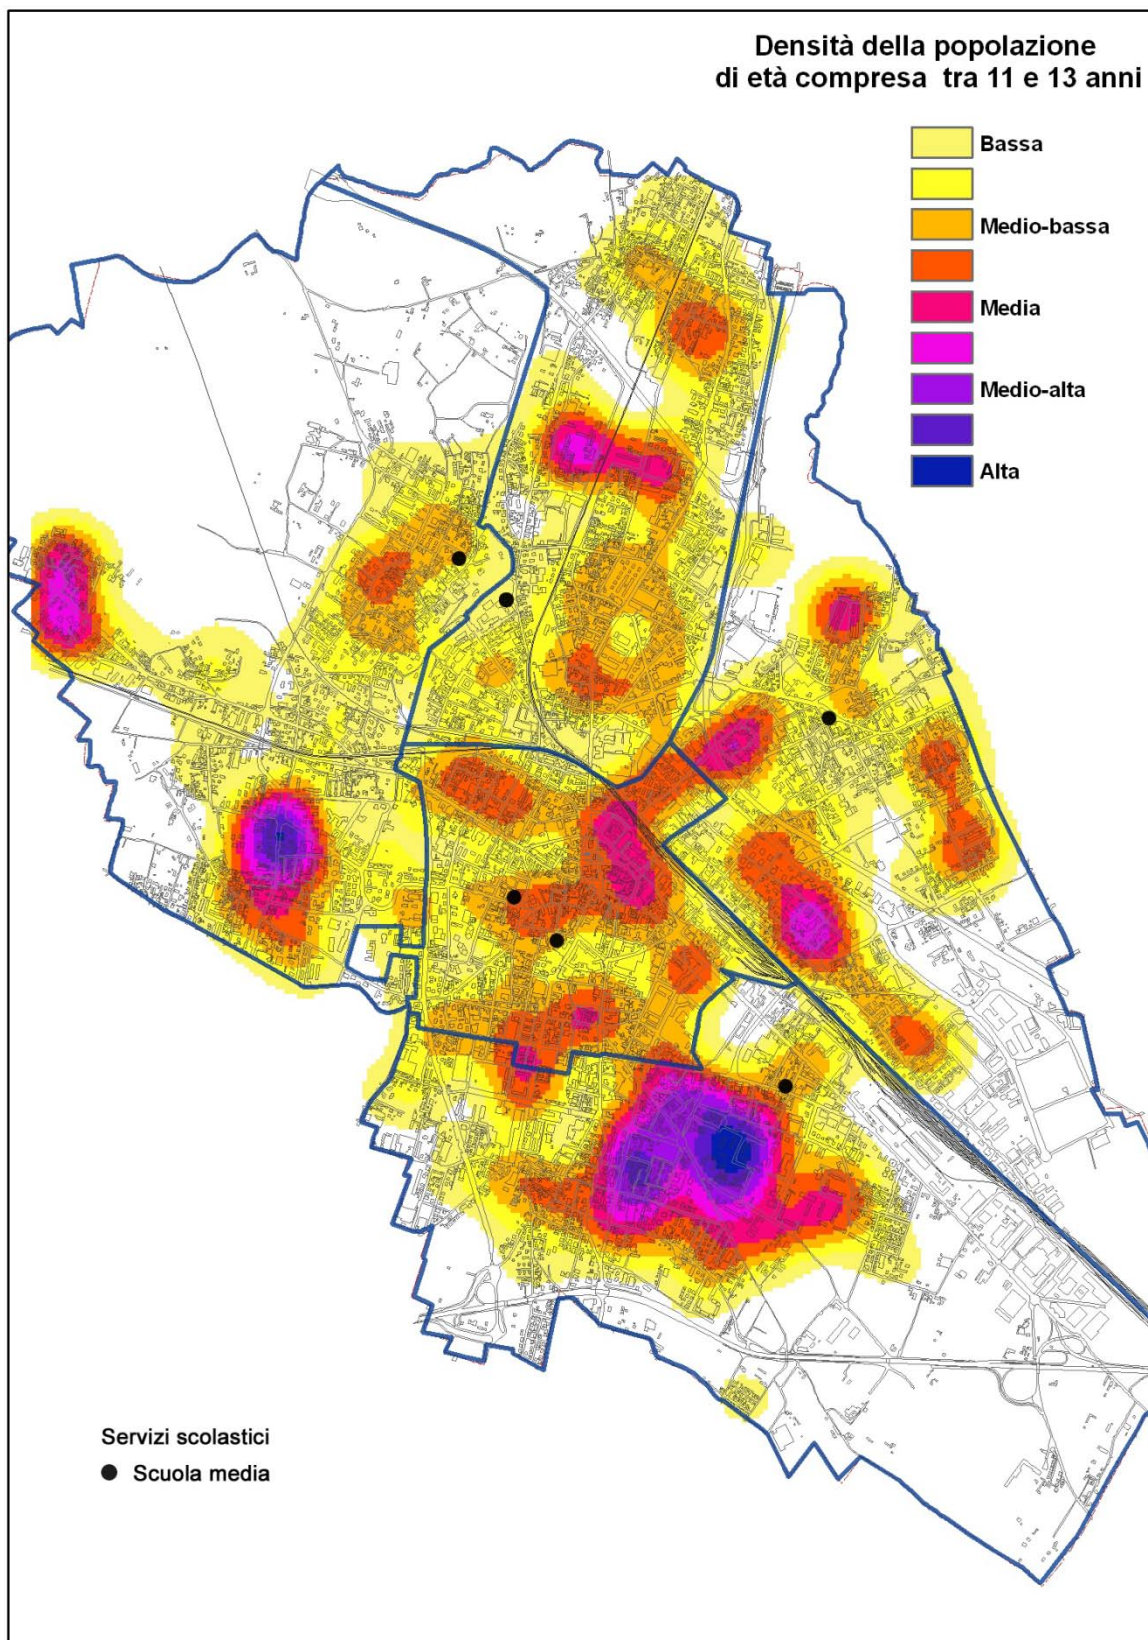 Densità della popolazione
di età compresa tra 11 e 13 anni
Bassa
Medio-bassa
Media
Medio-alta
Alta
Servizi scolastici
Scuola media